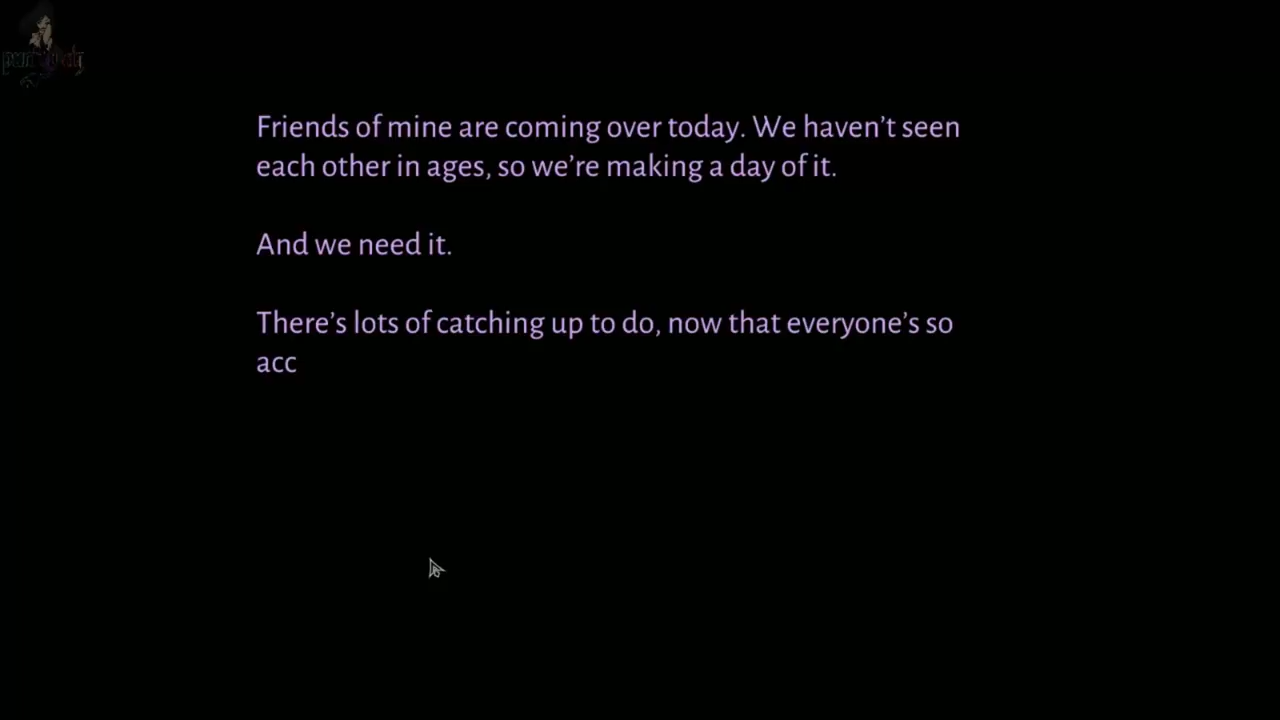 Friends of mine are coming over today. We haven't seen
each other in ages, so we're making a day of it.
And we need it.
There's lots of catching up to do, now that everyone's so
acc